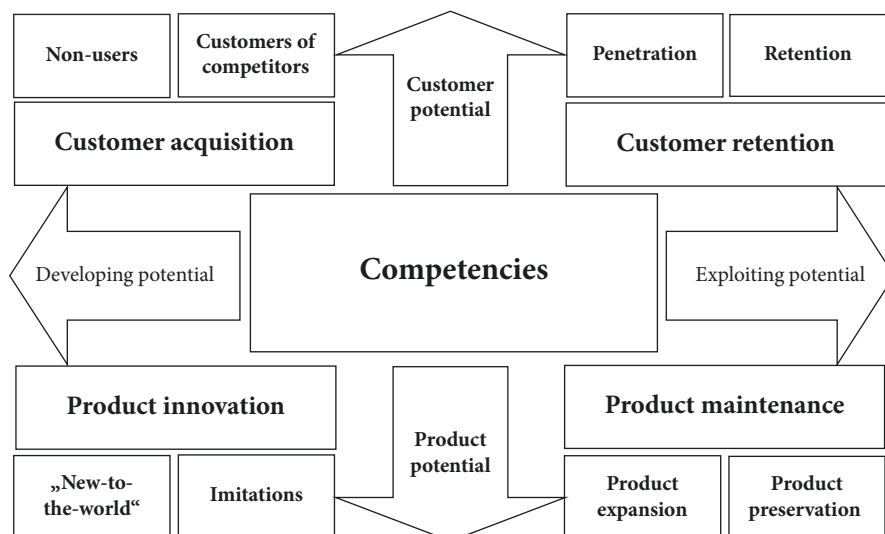 Non-users
Customers of
competitors
Customer
potential
Penetration
Retention
Customer acquisition
Customer retention
Developing potential
Competencies
Exploiting potential
Product innovation
Product maintenance
„New-to-
the-world“
Imitations
Product
potential
Product
expansion
Product
preservation